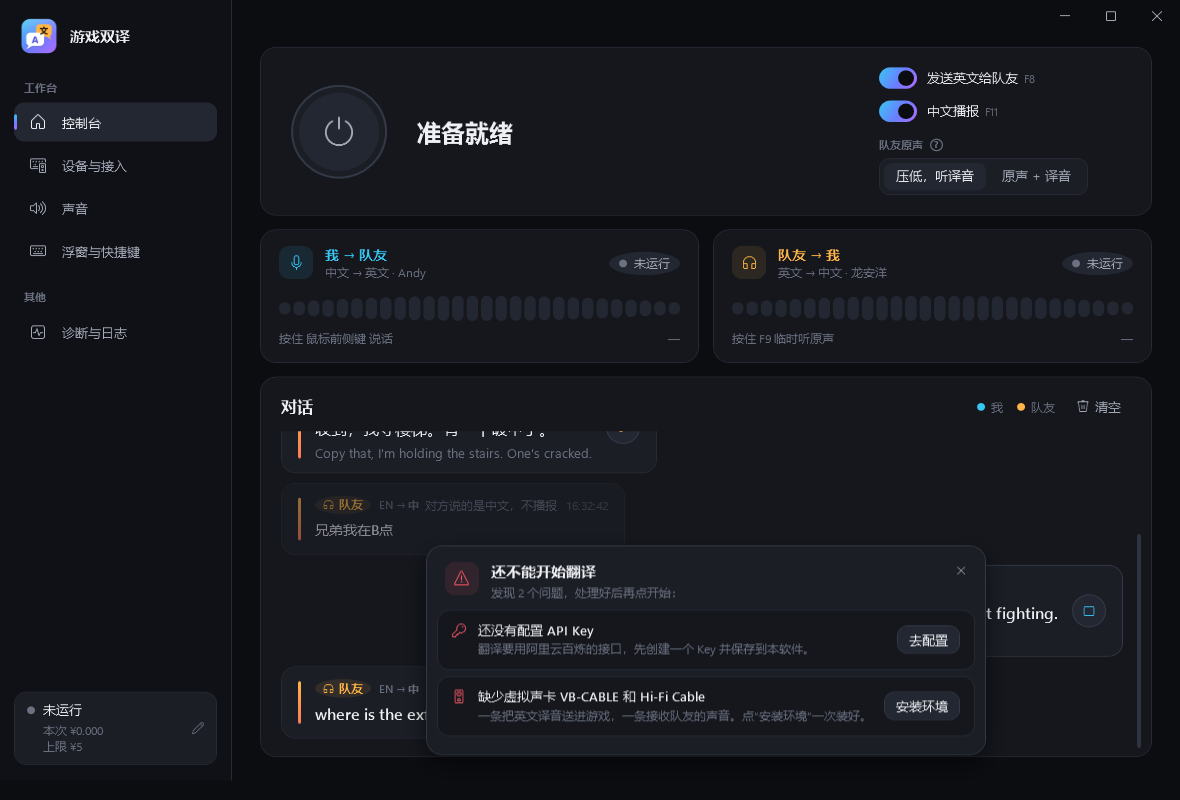 游戏双译
工作台
控制台
设备与接入
声音
浮窗与快捷键
其他
诊断与日志
未运行
本次 ¥0.000
上限 ¥5
准备就绪
发送英文给队友 F8
中文播报 F11
队友原声 ?
压低，听译音
原声 + 译音
我 → 队友
中文 → 英文 · Andy
未运行
按住 鼠标前侧键 说话
—
队友 → 我
英文 → 中文 · 龙安洋
未运行
按住 F9 临时听原声
—
对话
我
队友
清空
Copy that, I'm holding the stairs. One's cracked.
队友 EN → 中 对方说的是中文，不播报 16:32:42
兄弟我在B点
t fighting.
队友 EN → 中
where is the ex
还不能开始翻译
发现 2 个问题，处理好后再点开始：
还没有配置 API Key
翻译要用阿里云百炼的接口，先创建一个 Key 并保存到本软件。
去配置
缺少虚拟声卡 VB-CABLE 和 Hi-Fi Cable
一条把英文译音送进游戏，一条接收队友的声音。点"安装环境"一次装好。
安装环境